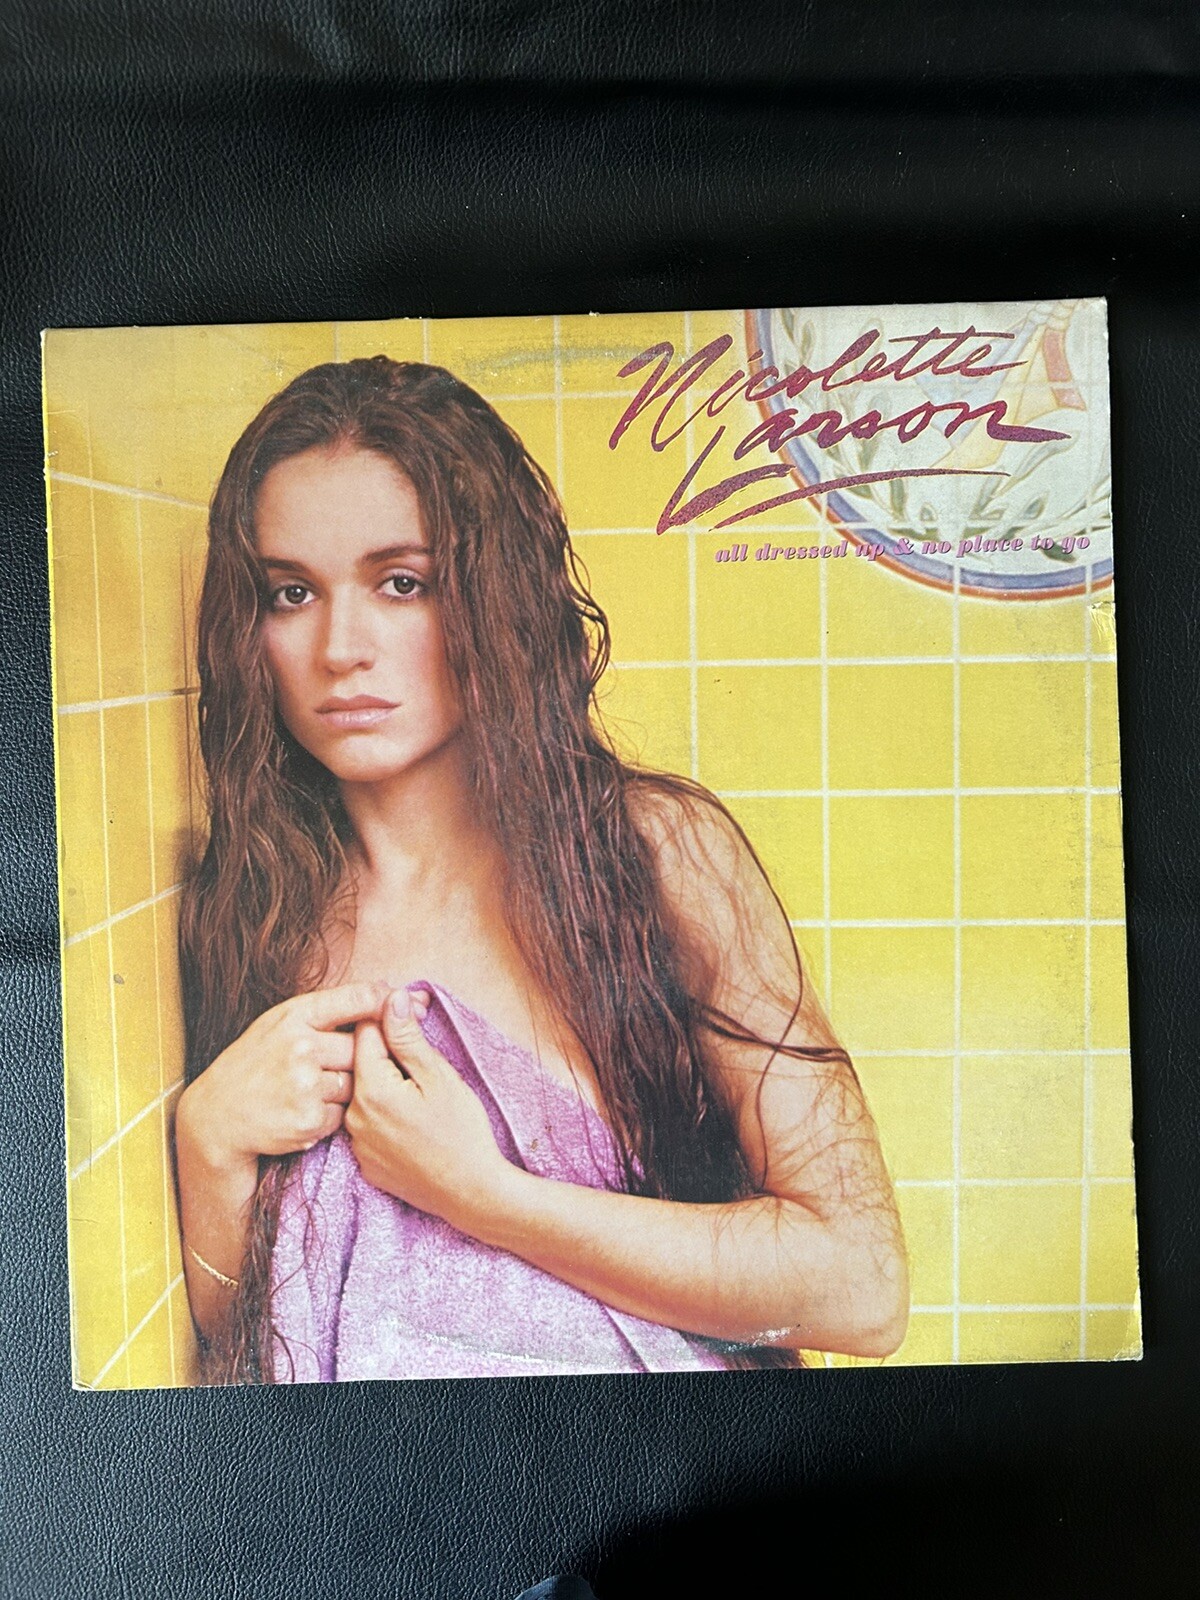 Nicolette
Larson
all dressed up & no place to go